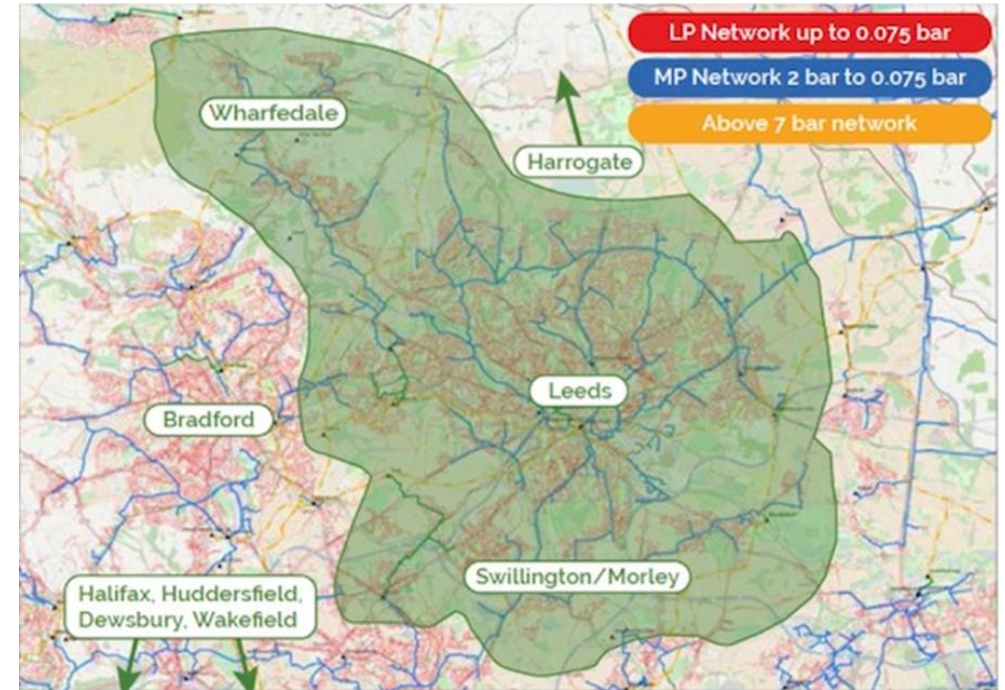 LP Network up to 0.075 bar
MP Network 2 bar to 0.075 bar
Above 7 bar network
Wharfedale
Harrogate
Leeds
Bradford
Swillington/Morley
Halifax, Huddersfield,
Dewsbury, Wakefield